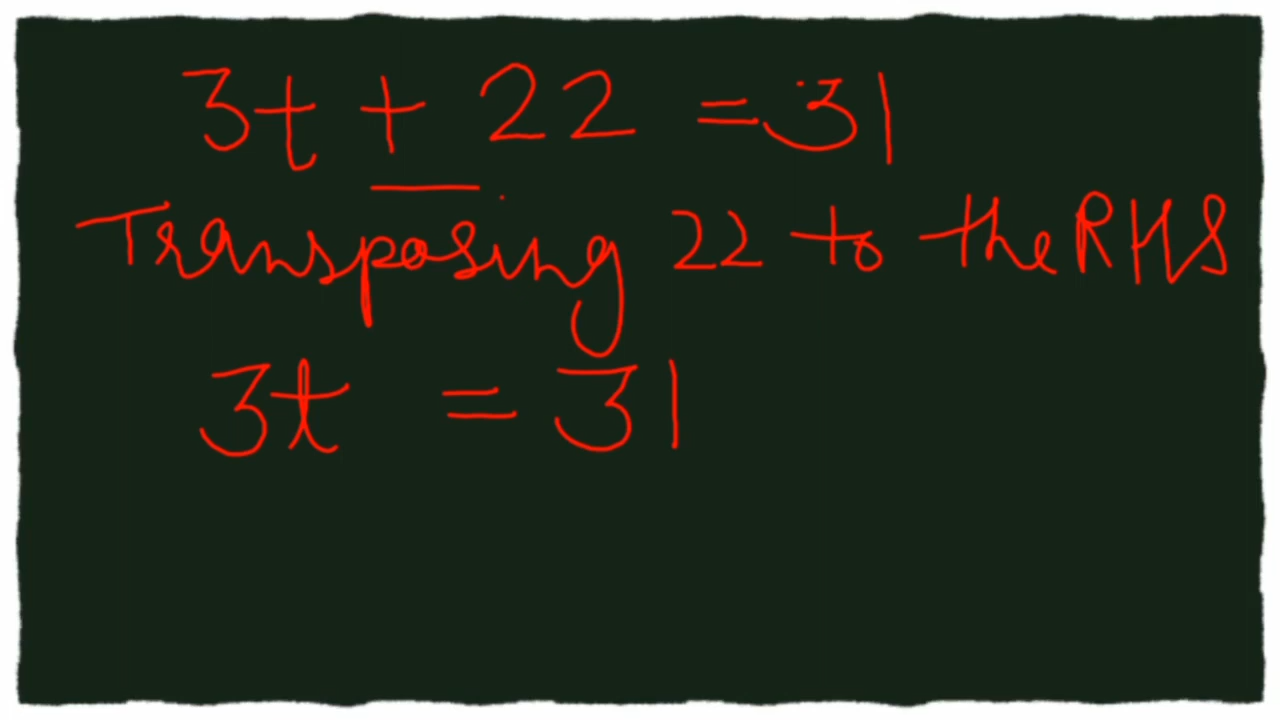 3t + 22 = 31
Transposing 22 to the RHS
3t = 31